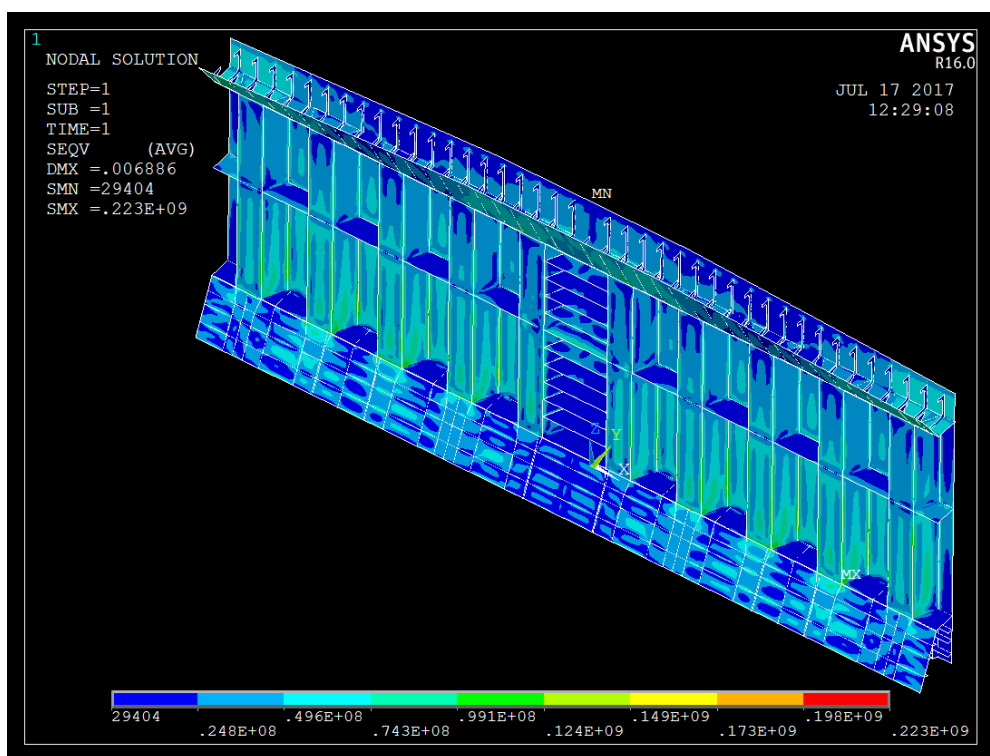 1
NODAL SOLUTION
STEP=1
SUB =1
TIME=1
SEQV (AVG)
DMX =.006886
SMN =29404
SMX =.223E+09
ANSYS
R16.0
JUL 17 2017
12:29:08
MN
Z
Y
X
MX
29404 .496E+08 .991E+08 .149E+09 .198E+09
.248E+08 .743E+08 .124E+09 .173E+09 .223E+09